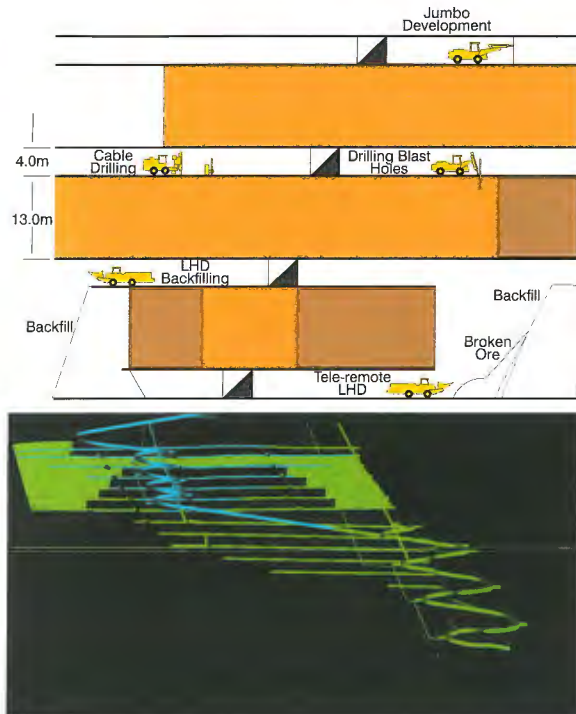 Jumbo
Development
4.0m
Cable
Drilling
Drilling Blast
Holes
13.0m
LHD
Backfilling
Backfill
Backfill
Broken
Ore
Tele-remote
LHD